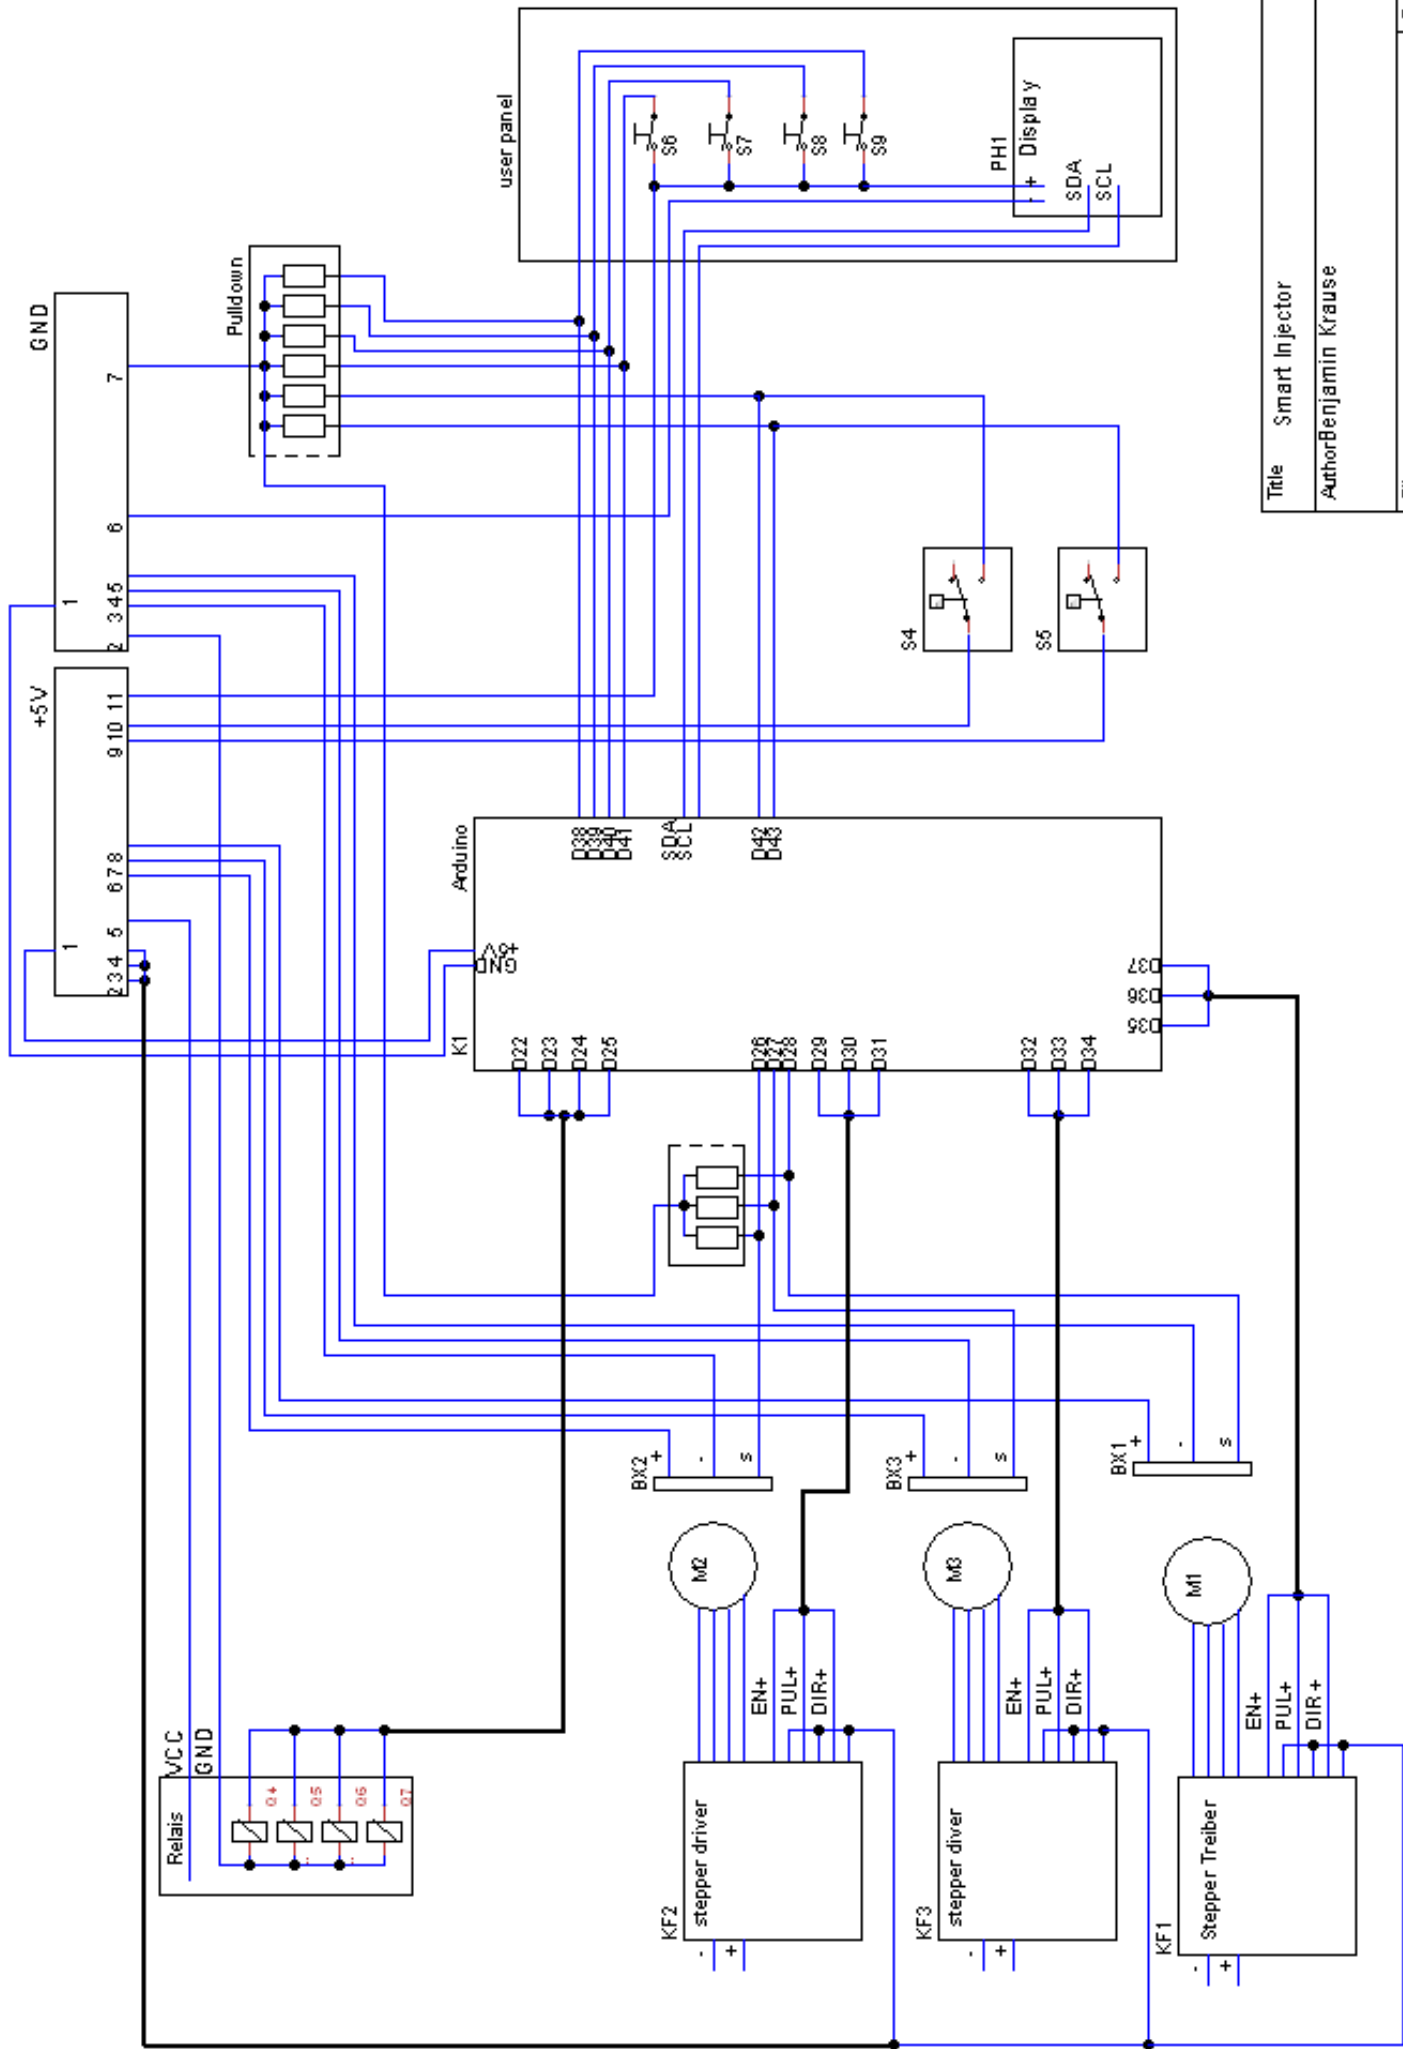 GND
1
2
3
4
5
6
7
+5V
1
2
3
4
5
6
7
8
9
10
11
Pulldown
user panel
S6
S7
S8
S9
PH1
Display
- +
SDA
SCL
S4
S5
K1
Arduino
+5V
GND
D38
D39
D40
D41
SDA
SCL
D42
D43
D22
D23
D24
D25
D26
D27
D28
D29
D30
D31
D32
D33
D34
D35
D36
D37
Relais
VCC
GND
Q4
Q5
Q6
Q7
BX2
+
-
s
BX3
+
-
s
BX1
+
-
s
M2
M3
M1
KF2
stepper driver
EN+
PUL+
DIR+
-
+
KF3
stepper diver
EN+
PUL+
DIR+
-
+
KF1
Stepper Treiber
EN+
PUL+
DIR+
-
+
Title Smart Injector
AuthorBenjamin Krause